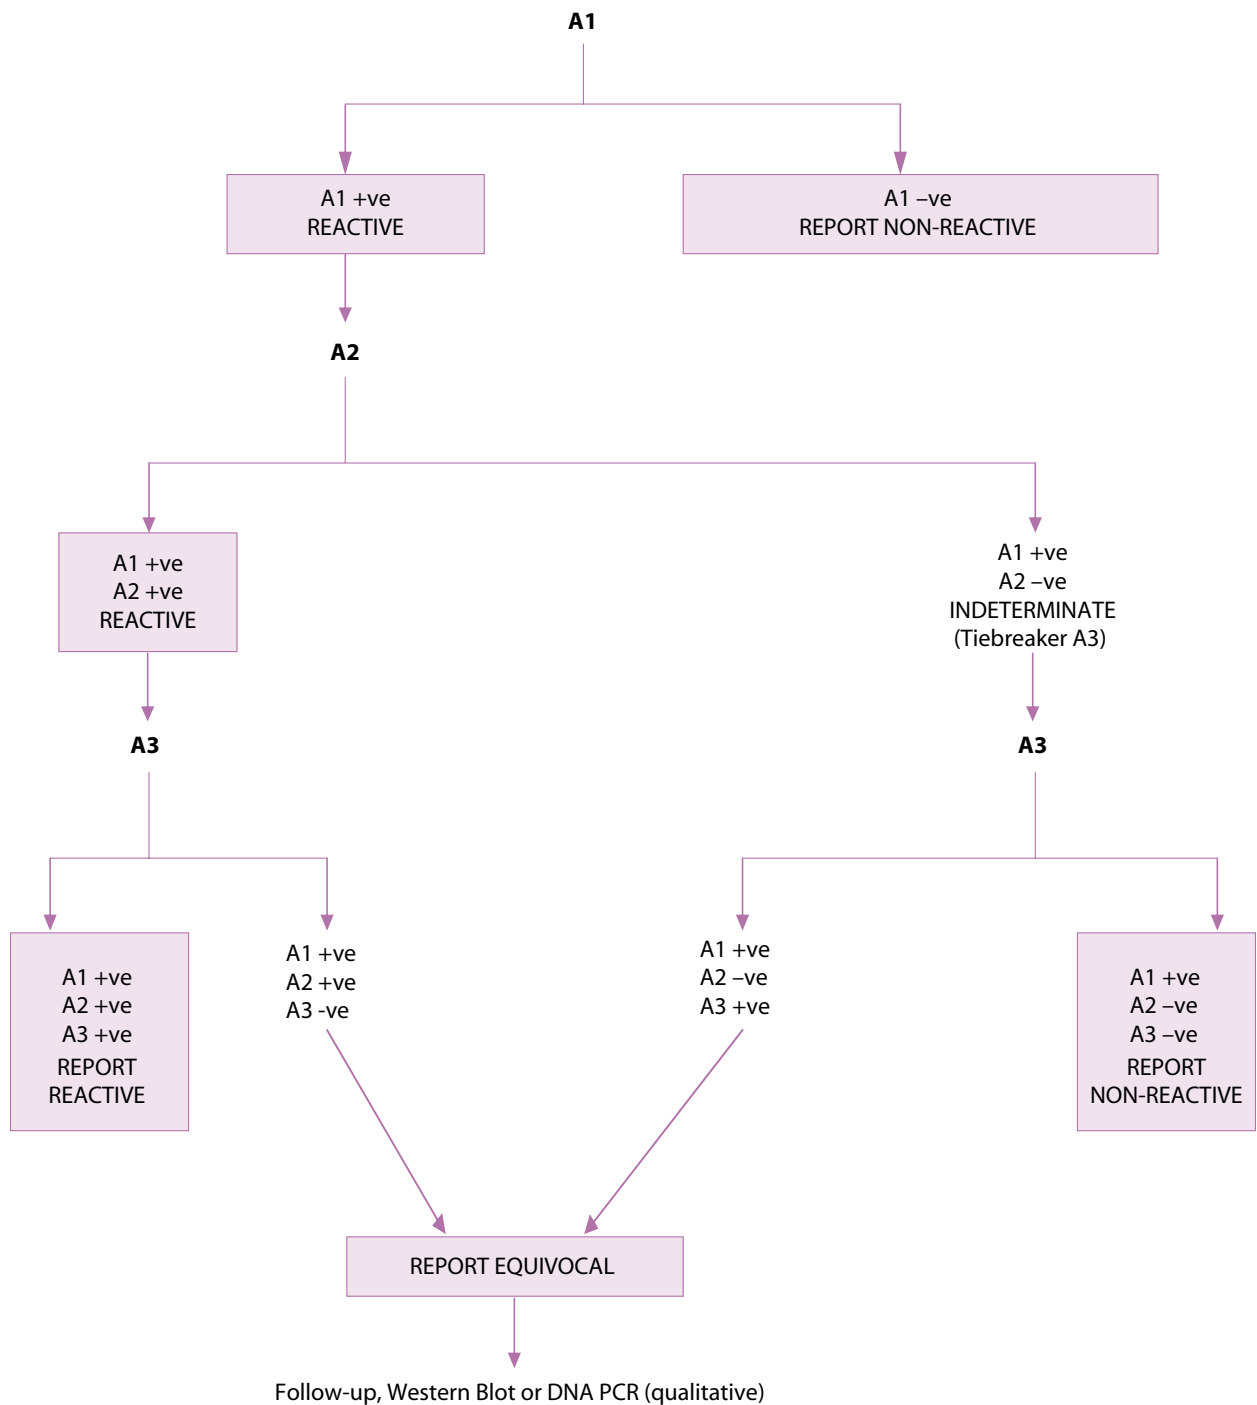 A1
A1 +ve
REACTIVE
A1 –ve
REPORT NON-REACTIVE
A2
A1 +ve
A2 +ve
REACTIVE
A1 +ve
A2 –ve
INDETERMINATE
(Tiebreaker A3)
A3
A3
A1 +ve
A2 +ve
A3 +ve
REPORT
REACTIVE
A1 +ve
A2 +ve
A3 -ve
A1 +ve
A2 –ve
A3 +ve
A1 +ve
A2 –ve
A3 –ve
REPORT
NON-REACTIVE
REPORT EQUIVOCAL
Follow-up, Western Blot or DNA PCR (qualitative)